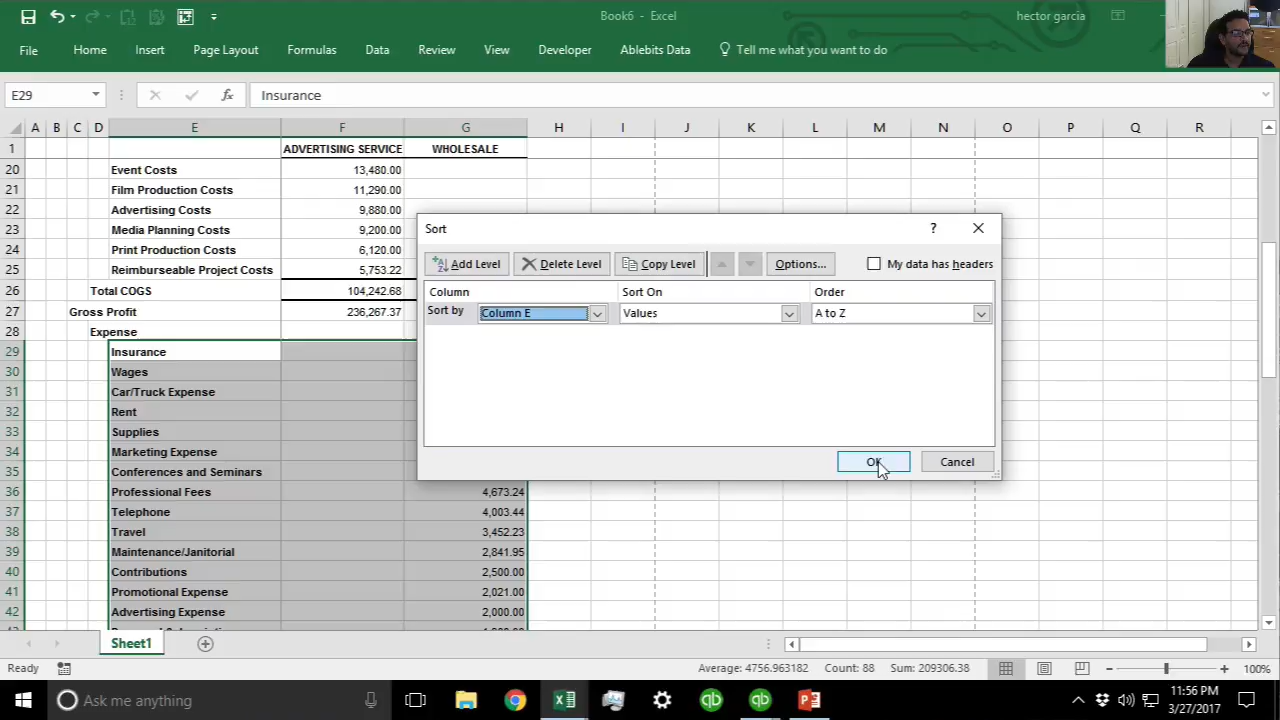 Book6 - Excel
hector garcia
File Home Insert Page Layout Formulas Data Review View Developer Ablebits Data Tell me what you want to do
E29 fx Insurance
A B C D E F G H I J K L M N O P Q R
1 ADVERTISING SERVICE WHOLESALE
20 Event Costs 13,480.00
21 Film Production Costs 11,290.00
22 Advertising Costs 9,880.00
23 Media Planning Costs 9,200.00
24 Print Production Costs 6,120.00
25 Reimburseable Project Costs 5,753.22
26 Total COGS 104,242.68
27 Gross Profit 236,267.37
28 Expense
29 Insurance
30 Wages
31 Car/Truck Expense
32 Rent
33 Supplies
34 Marketing Expense
35 Conferences and Seminars
36 Professional Fees 4,673.24
37 Telephone 4,003.44
38 Travel 3,452.23
39 Maintenance/Janitorial 2,841.95
40 Contributions 2,500.00
41 Promotional Expense 2,021.00
42 Advertising Expense 2,000.00
Sort ?
Add Level Delete Level Copy Level Options... My data has headers
Column Sort On Order
Sort by Column E Values A to Z
OK Cancel
Sheet1
Ready Average: 4756.963182 Count: 88 Sum: 209306.38 100%
Ask me anything
11:56 PM
3/27/2017